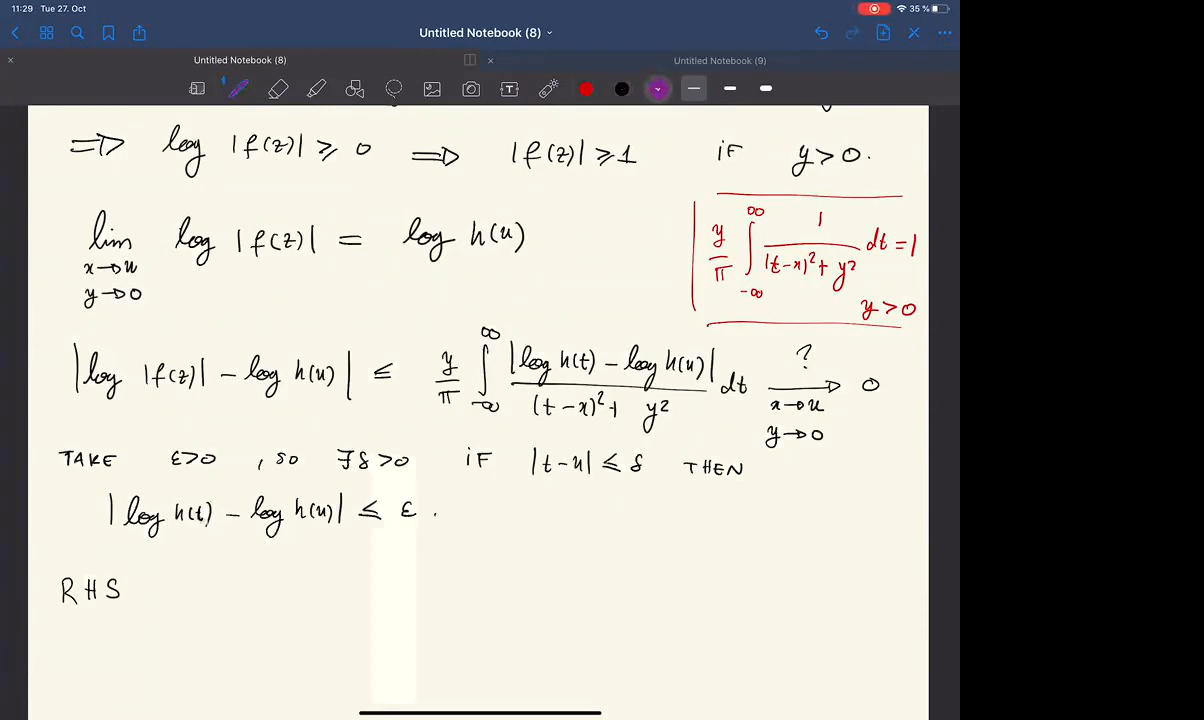 11:29 Tue 27. Oct
35 %
Untitled Notebook (8)
Untitled Notebook (8)
Untitled Notebook (9)
⟹ log |f(z)| ⩾ 0 ⟹ |f(z)| ⩾ 1 if y > 0.
lim log |f(z)| = log h(u)
x→u
y→0
y/π ∫_{-∞}^{∞} 1/((t-x)²+ y²) dt = 1
y > 0
|log |f(z)| - log h(u)| ≤ y/π ∫_{-∞}^{∞} |log h(t) - log h(u)|/((t-x)²+ y²) dt ? → 0
x→u
y→0
TAKE ε>0 , so ∃δ>0 iF |t-u| ≤ δ THEN
|log h(t) - log h(u)| ≤ ε .
RHS